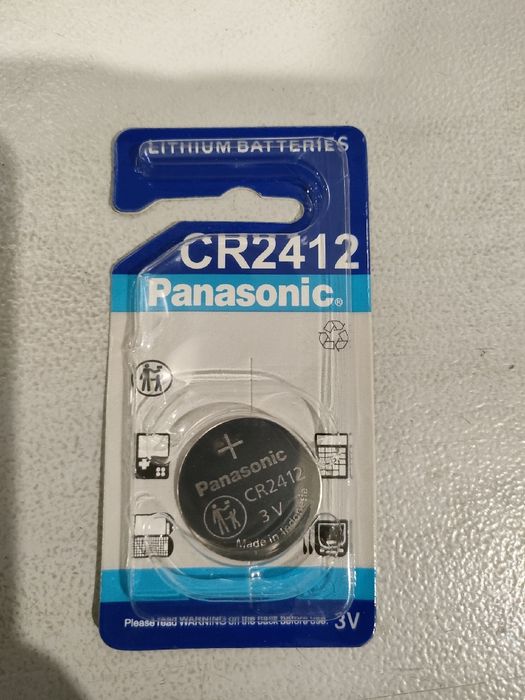 LITHIUM BATTERIES
CR2412
Panasonic®
+
Panasonic
CR2412
3V
Made in Indonesia
Please read WARNING on the back before use. 3V